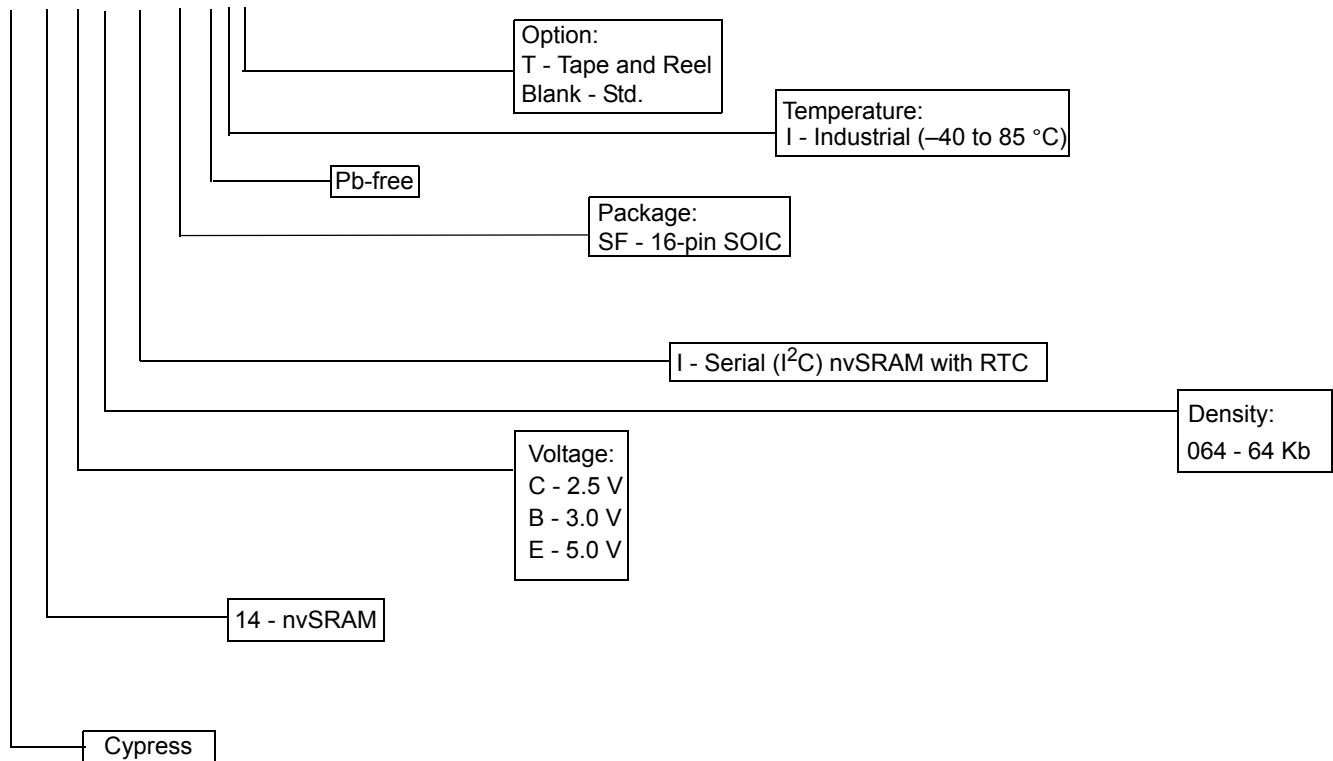 Option:
T - Tape and Reel
Blank - Std.
Temperature:
I - Industrial (–40 to 85 °C)
Pb-free
Package:
SF - 16-pin SOIC
I - Serial (I2C) nvSRAM with RTC
Density:
064 - 64 Kb
Voltage:
C - 2.5 V
B - 3.0 V
E - 5.0 V
14 - nvSRAM
Cypress